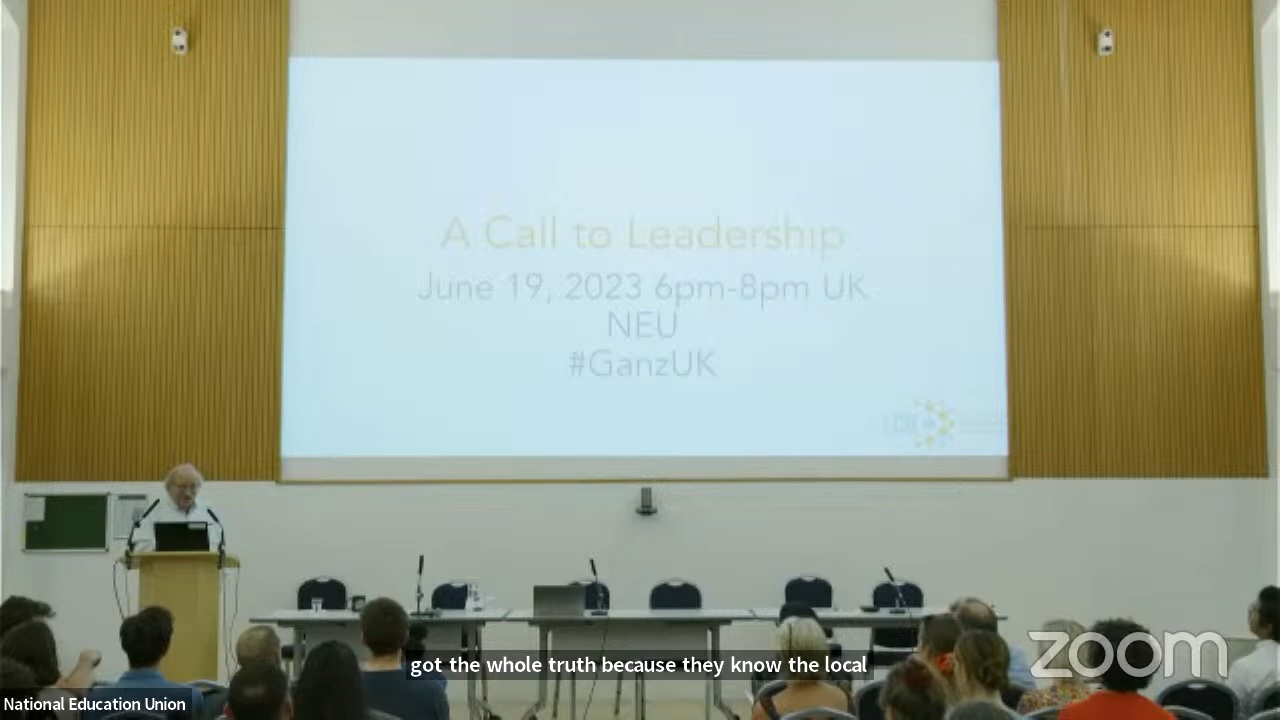 A Call to Leadership
June 19, 2023 6pm-8pm UK
NEU
#GanzUK
got the whole truth because they know the local
zoom
National Education Union